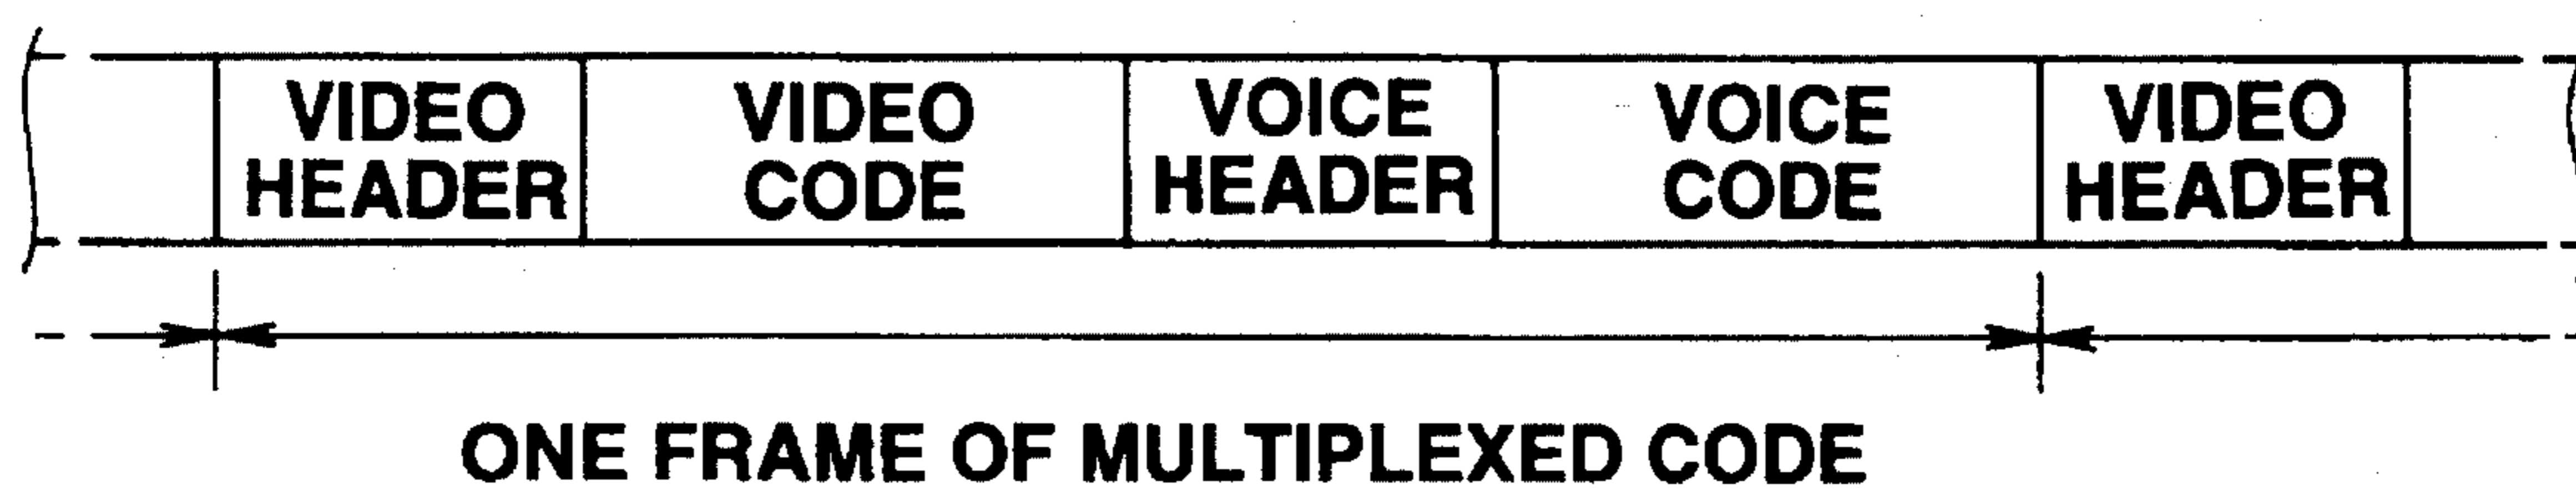 VIDEO HEADER
VIDEO CODE
VOICE HEADER
VOICE CODE
VIDEO HEADER
ONE FRAME OF MULTIPLEXED CODE